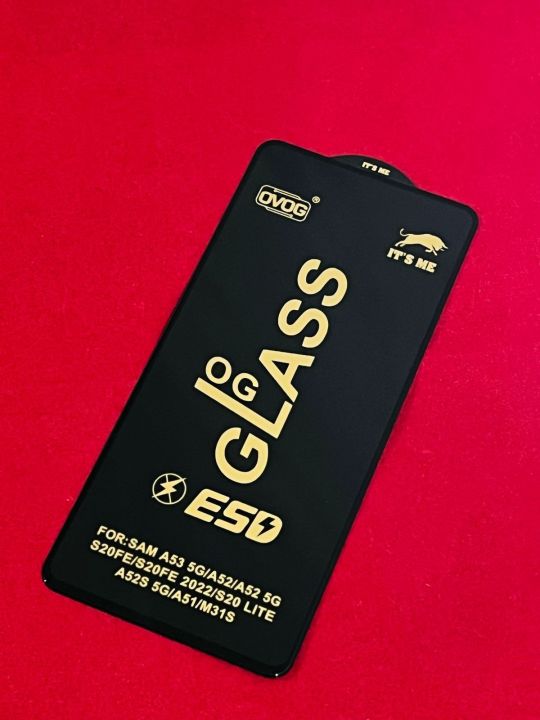 IT'S ME
OVOG®
IT'S ME
OG
GLASS
ESD
FOR:SAM A53 5G/A52/A52 5G
S20FE/S20FE 2022/S20 LITE
A52S 5G/A51/M31S